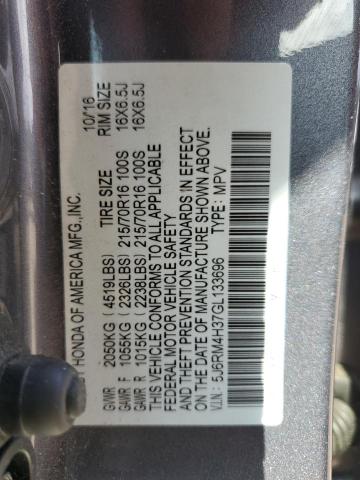 HONDA OF AMERICA MFG., INC. 10/16
TIRE SIZE RIM SIZE
GVWR 2050KG (4519LBS)
GAWR F 1055KG (2326LBS) 215/70R16 100S 16X6.5J
GAWR R 1015KG (2238LBS) 215/70R16 100S 16X6.5J
THIS VEHICLE CONFORMS TO ALL APPLICABLE
FEDERAL MOTOR VEHICLE SAFETY
AND THEFT PREVENTION STANDARDS IN EFFECT
ON THE DATE OF MANUFACTURE SHOWN ABOVE.
V.I.N.: 5J6RM4H37GL133696 TYPE: MPV